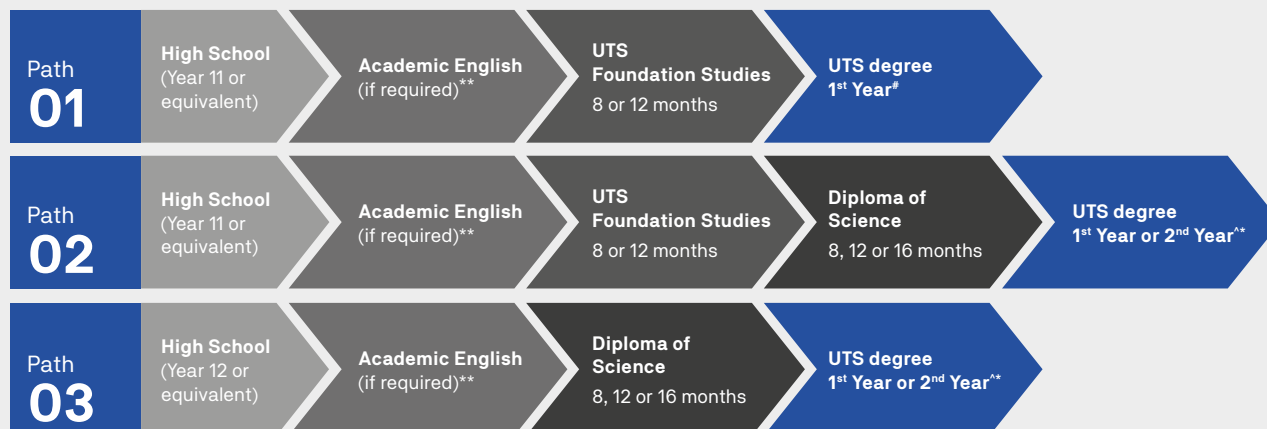 Path
01
High School
(Year 11 or
equivalent)
Academic English
(if required)**
UTS
Foundation Studies
8 or 12 months
UTS degree
1st Year#
Path
02
High School
(Year 11 or
equivalent)
Academic English
(if required)**
UTS
Foundation Studies
8 or 12 months
Diploma of
Science
8, 12 or 16 months
UTS degree
1st Year or 2nd Year^*
Path
03
High School
(Year 12 or
equivalent)
Academic English
(if required)**
Diploma of
Science
8, 12 or 16 months
UTS degree
1st Year or 2nd Year^*